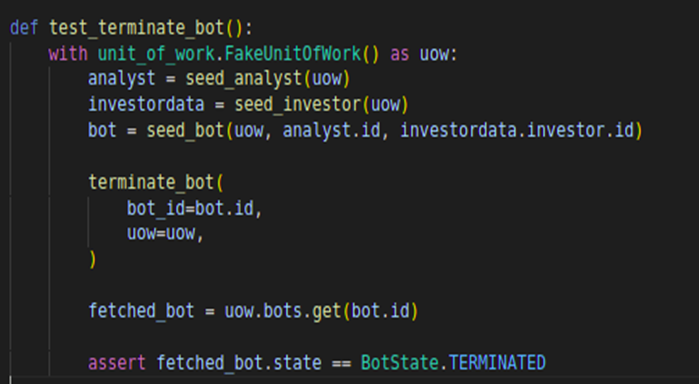 def test_terminate_bot():
    with unit_of_work.FakeUnitOfWork() as uow:
        analyst = seed_analyst(uow)
        investordata = seed_investor(uow)
        bot = seed_bot(uow, analyst.id, investordata.investor.id)
        terminate_bot(
            bot_id=bot.id,
            uow=uow,
        )
        fetched_bot = uow.bots.get(bot.id)
        assert fetched_bot.state == BotState.TERMINATED